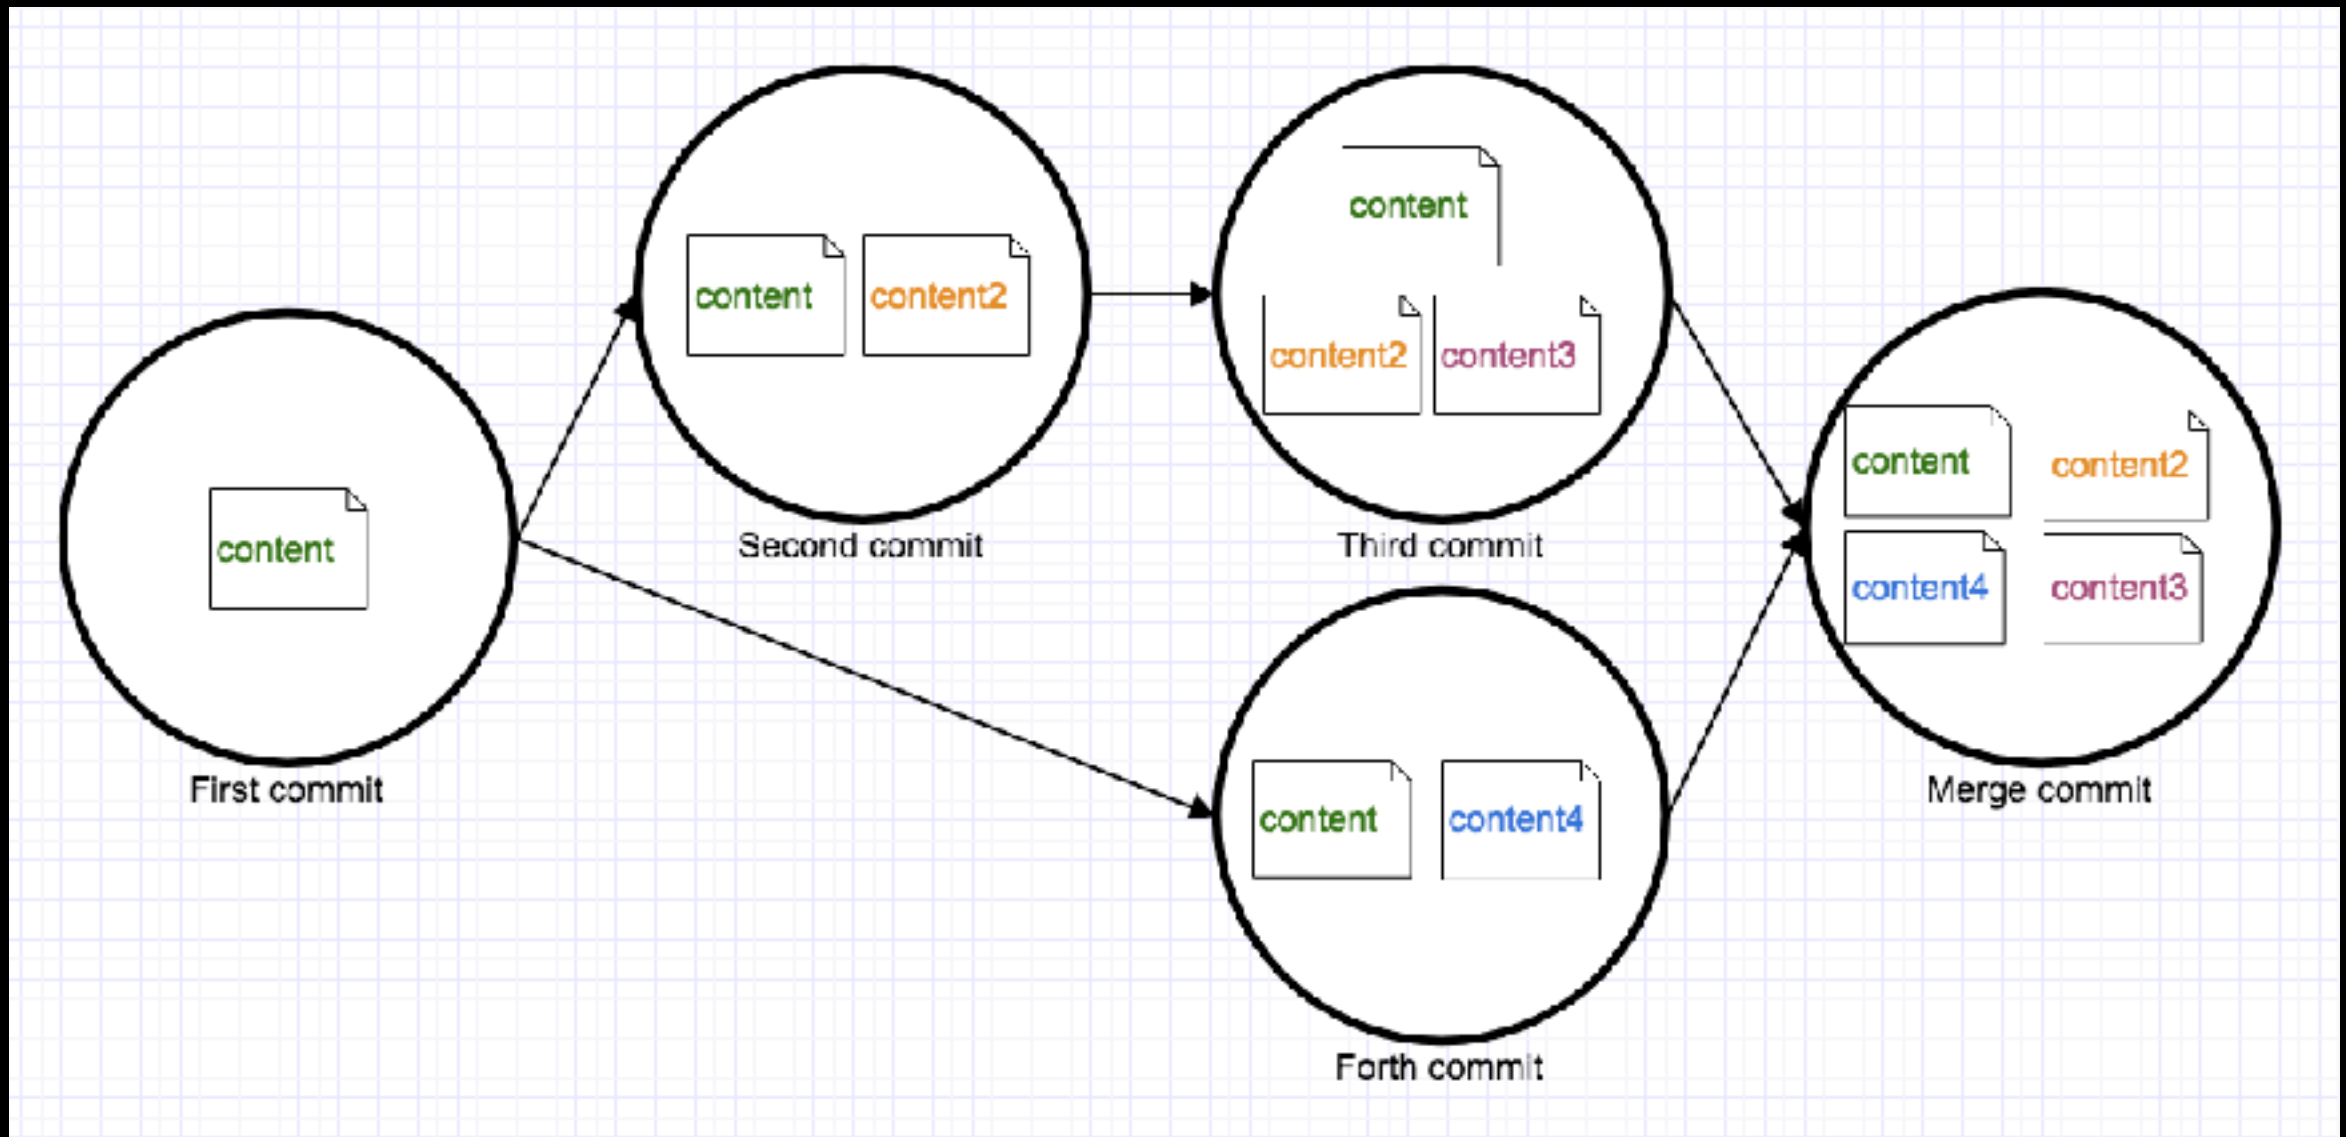 content
First commit
content content2
Second commit
content
content2 content3
Third commit
content content4
Forth commit
content content2
content4 content3
Merge commit